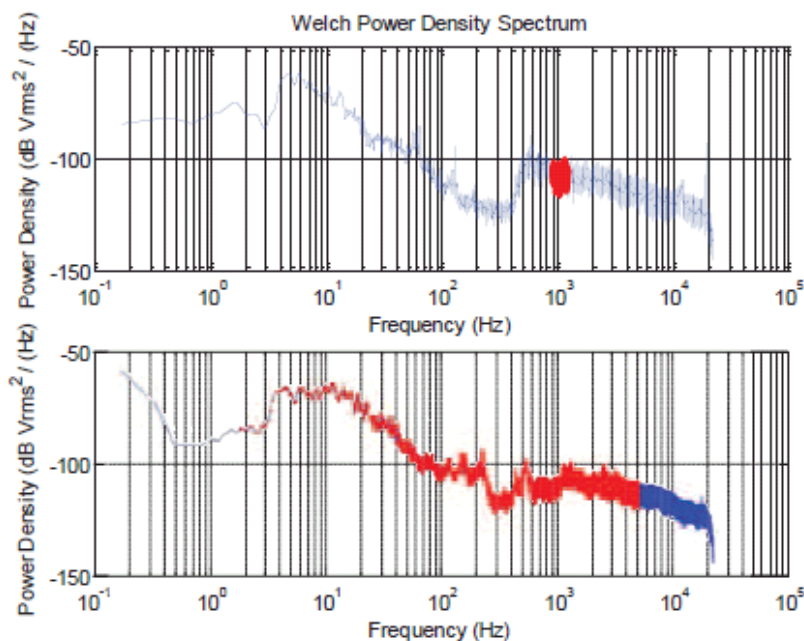 Welch Power Density Spectrum
Power Density (dB Vrms² / (Hz)
-50
-100
-150
10⁻¹ 10⁰ 10¹ 10² 10³ 10⁴ 10⁵
Frequency (Hz)
Power Density (dB Vrms² / (Hz)
-50
-100
-150
10⁻¹ 10⁰ 10¹ 10² 10³ 10⁴ 10⁵
Frequency (Hz)